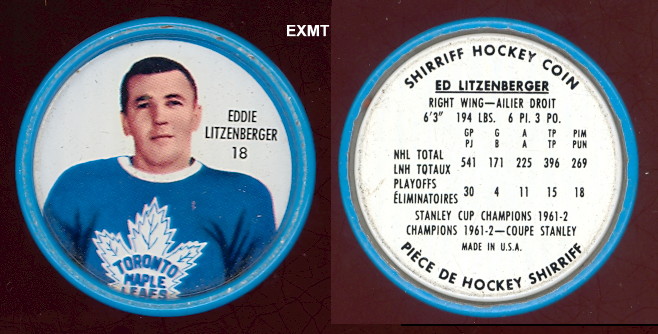 EXMT
EDDIE
LITZENBERGER
18
TORONTO
MAPLE
LEAFS
SHIRRIFF HOCKEY COIN
ED LITZENBERGER
RIGHT WING—AILIER DROIT
6'3" 194 LBS. 6 PI. 3 PO.
GP G A TP PIM
PJ B A TP PUN
NHL TOTAL
LNH TOTAUX 541 171 225 396 269
PLAYOFFS
ÉLIMINATOIRES 30 4 11 15 18
STANLEY CUP CHAMPIONS 1961-2
CHAMPIONS 1961-2—COUPE STANLEY
MADE IN U.S.A.
PIÈCE DE HOCKEY SHIRRIFF